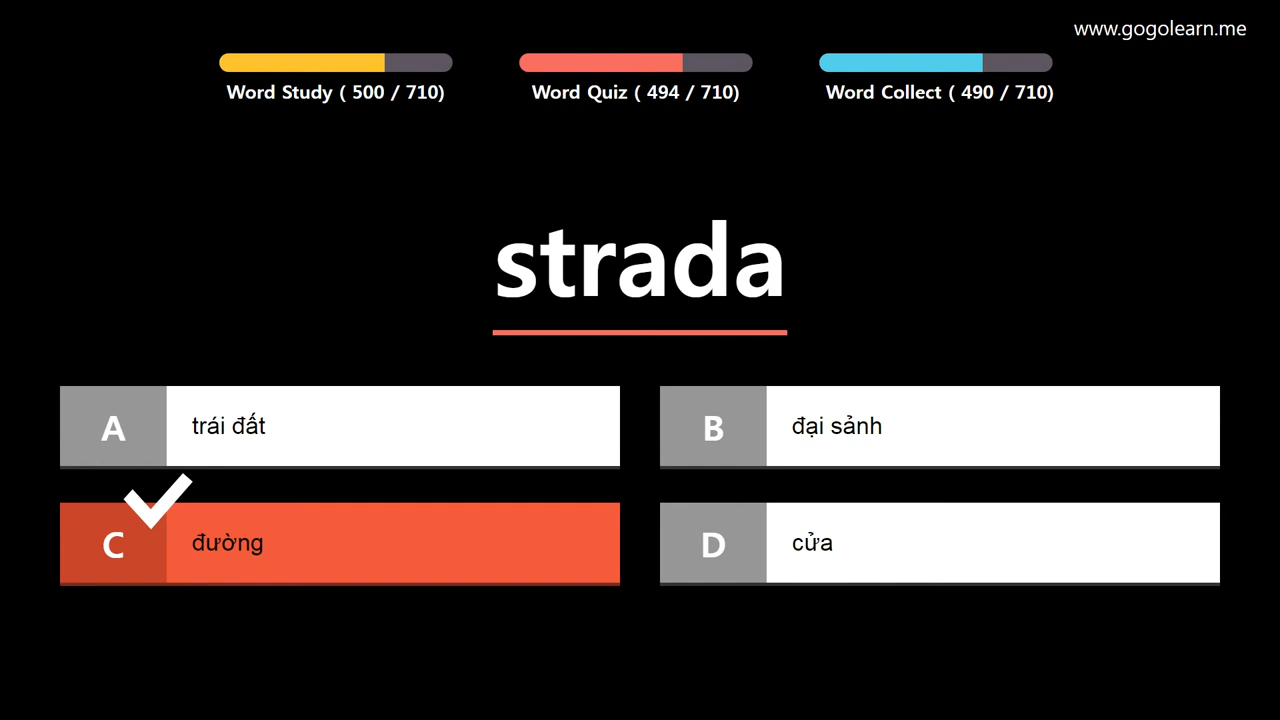 www.gogolearn.me
Word Study ( 500 / 710)
Word Quiz ( 494 / 710)
Word Collect ( 490 / 710)
strada
A
trái đất
B
đại sảnh
C
đường
D
cửa